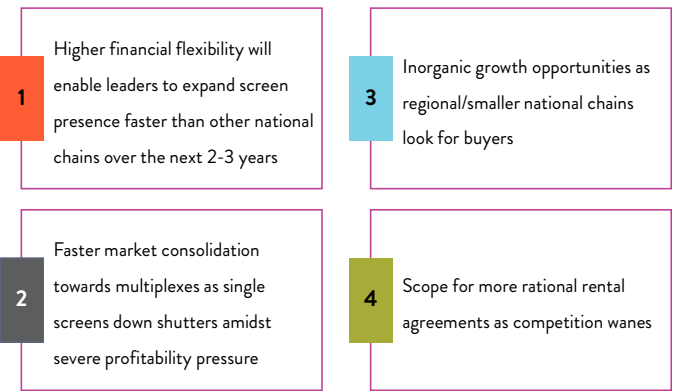 1
Higher financial flexibility will
enable leaders to expand screen
presence faster than other national
chains over the next 2-3 years
2
Faster market consolidation
towards multiplexes as single
screens down shutters amidst
severe profitability pressure
3
Inorganic growth opportunities as
regional/smaller national chains
look for buyers
4
Scope for more rational rental
agreements as competition wanes